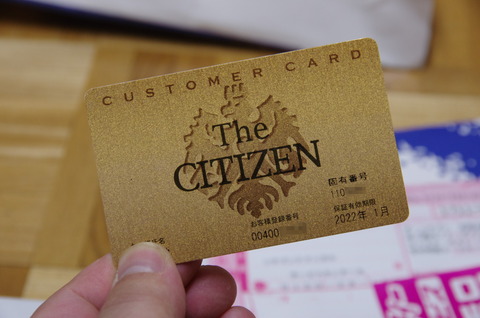 CUSTOMER CARD
The
CITIZEN
固有番号
110
お客様登録番号
00400
保証有効期限
2022年 1月